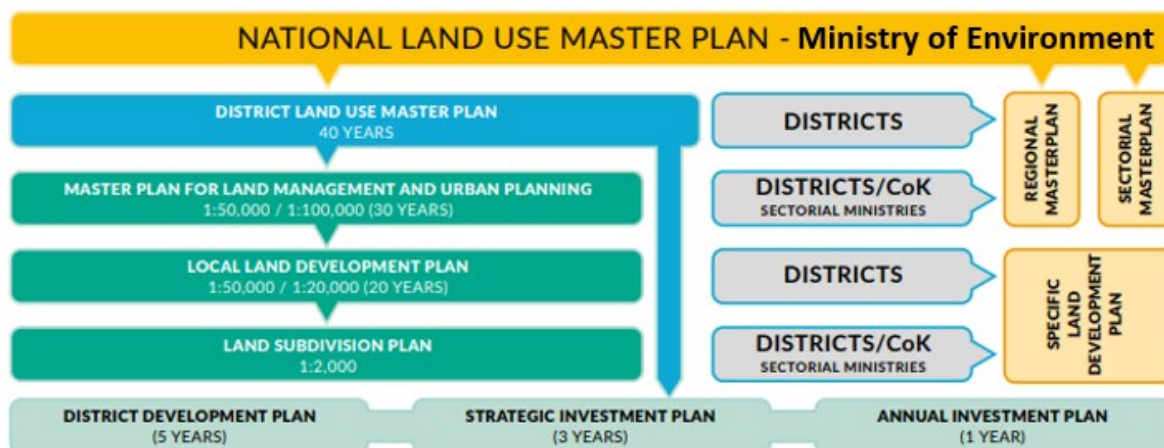 NATIONAL LAND USE MASTER PLAN - Ministry of Environment
DISTRICT LAND USE MASTER PLAN
40 YEARS
DISTRICTS
REGIONAL
MASTERPLAN
SECTORIAL
MASTERPLAN
MASTER PLAN FOR LAND MANAGEMENT AND URBAN PLANNING
1:50,000 / 1:100,000 (30 YEARS)
DISTRICTS/CoK
SECTORIAL MINISTRIES
LOCAL LAND DEVELOPMENT PLAN
1:50,000 / 1:20,000 (20 YEARS)
DISTRICTS
SPECIFIC
LAND
DEVELOPMENT
PLAN
LAND SUBDIVISION PLAN
1:2,000
DISTRICTS/CoK
SECTORIAL MINISTRIES
DISTRICT DEVELOPMENT PLAN
(5 YEARS)
STRATEGIC INVESTMENT PLAN
(3 YEARS)
ANNUAL INVESTMENT PLAN
(1 YEAR)